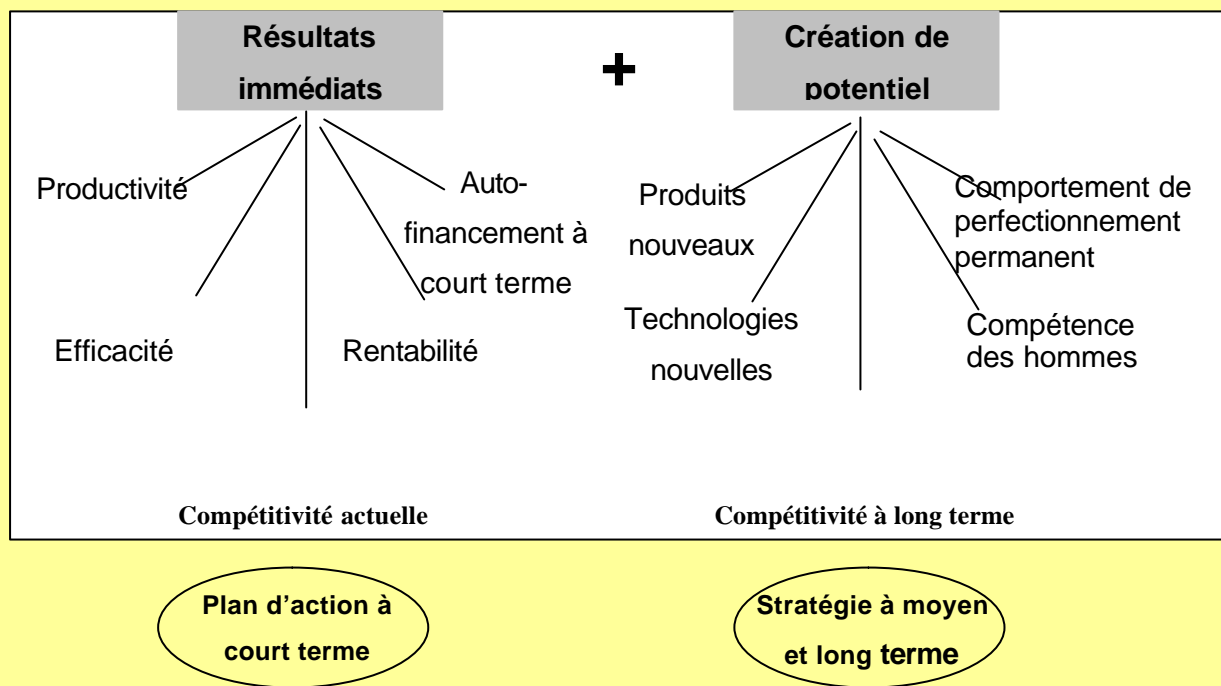 Résultats
immédiats
+
Création de
potentiel
Productivité
Auto-
financement à
court terme
Efficacité
Rentabilité
Produits
nouveaux
Comportement de
perfectionnement
permanent
Technologies
nouvelles
Compétence
des hommes
Compétitivité actuelle
Compétitivité à long terme
Plan d’action à
court terme
Stratégie à moyen
et long terme